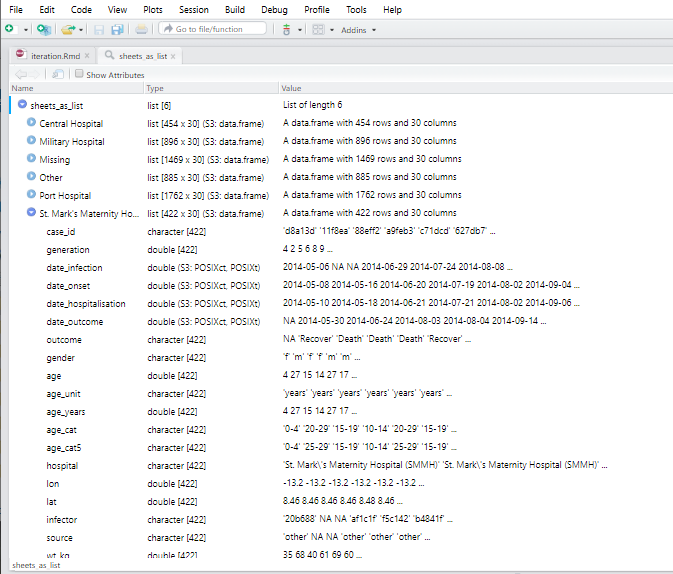 File Edit Code View Plots Session Build Debug Profile Tools Help
Go to file/function Addins
iteration.Rmd sheets_as_list
Show Attributes
Name Type Value
sheets_as_list list [6] List of length 6
Central Hospital list [454 x 30] (S3: data.frame) A data.frame with 454 rows and 30 columns
Military Hospital list [896 x 30] (S3: data.frame) A data.frame with 896 rows and 30 columns
Missing list [1469 x 30] (S3: data.frame) A data.frame with 1469 rows and 30 columns
Other list [885 x 30] (S3: data.frame) A data.frame with 885 rows and 30 columns
Port Hospital list [1762 x 30] (S3: data.frame) A data.frame with 1762 rows and 30 columns
St. Mark's Maternity Ho... list [422 x 30] (S3: data.frame) A data.frame with 422 rows and 30 columns
case_id character [422] 'd8a13d' '11f8ea' '88eff2' 'a9feb3' 'c71dcd' '627db7' ...
generation double [422] 4 2 5 6 8 9 ...
date_infection double (S3: POSIXct, POSIXt) 2014-05-06 NA NA 2014-06-29 2014-07-24 2014-08-08 ...
date_onset double (S3: POSIXct, POSIXt) 2014-05-08 2014-05-16 2014-06-20 2014-07-19 2014-08-02 2014-09-04 ...
date_hospitalisation double (S3: POSIXct, POSIXt) 2014-05-10 2014-05-18 2014-06-21 2014-07-21 2014-08-02 2014-09-06 ...
date_outcome double (S3: POSIXct, POSIXt) NA 2014-05-30 2014-06-24 2014-08-03 2014-08-04 2014-09-14 ...
outcome character [422] NA 'Recover' 'Death' 'Death' 'Death' 'Recover' ...
gender character [422] 'f' 'm' 'f' 'f' 'm' 'm' ...
age double [422] 4 27 15 14 27 17 ...
age_unit character [422] 'years' 'years' 'years' 'years' 'years' 'years' ...
age_years double [422] 4 27 15 14 27 17 ...
age_cat character [422] '0-4' '20-29' '15-19' '10-14' '20-29' '15-19' ...
age_cat5 character [422] '0-4' '25-29' '15-19' '10-14' '25-29' '15-19' ...
hospital character [422] 'St. Mark\'s Maternity Hospital (SMMH)' 'St. Mark\'s Maternity Hospital (SMMH)' ...
lon double [422] -13.2 -13.2 -13.2 -13.2 -13.2 -13.2 ...
lat double [422] 8.46 8.46 8.46 8.46 8.48 8.46 ...
infector character [422] '20b688' NA NA 'af1c1f' 'f5c142' 'b4841f' ...
source character [422] 'other' NA NA 'other' 'other' 'other' ...
wt_kg double [422] 35 68 40 61 69 60 ...
sheets_as_list